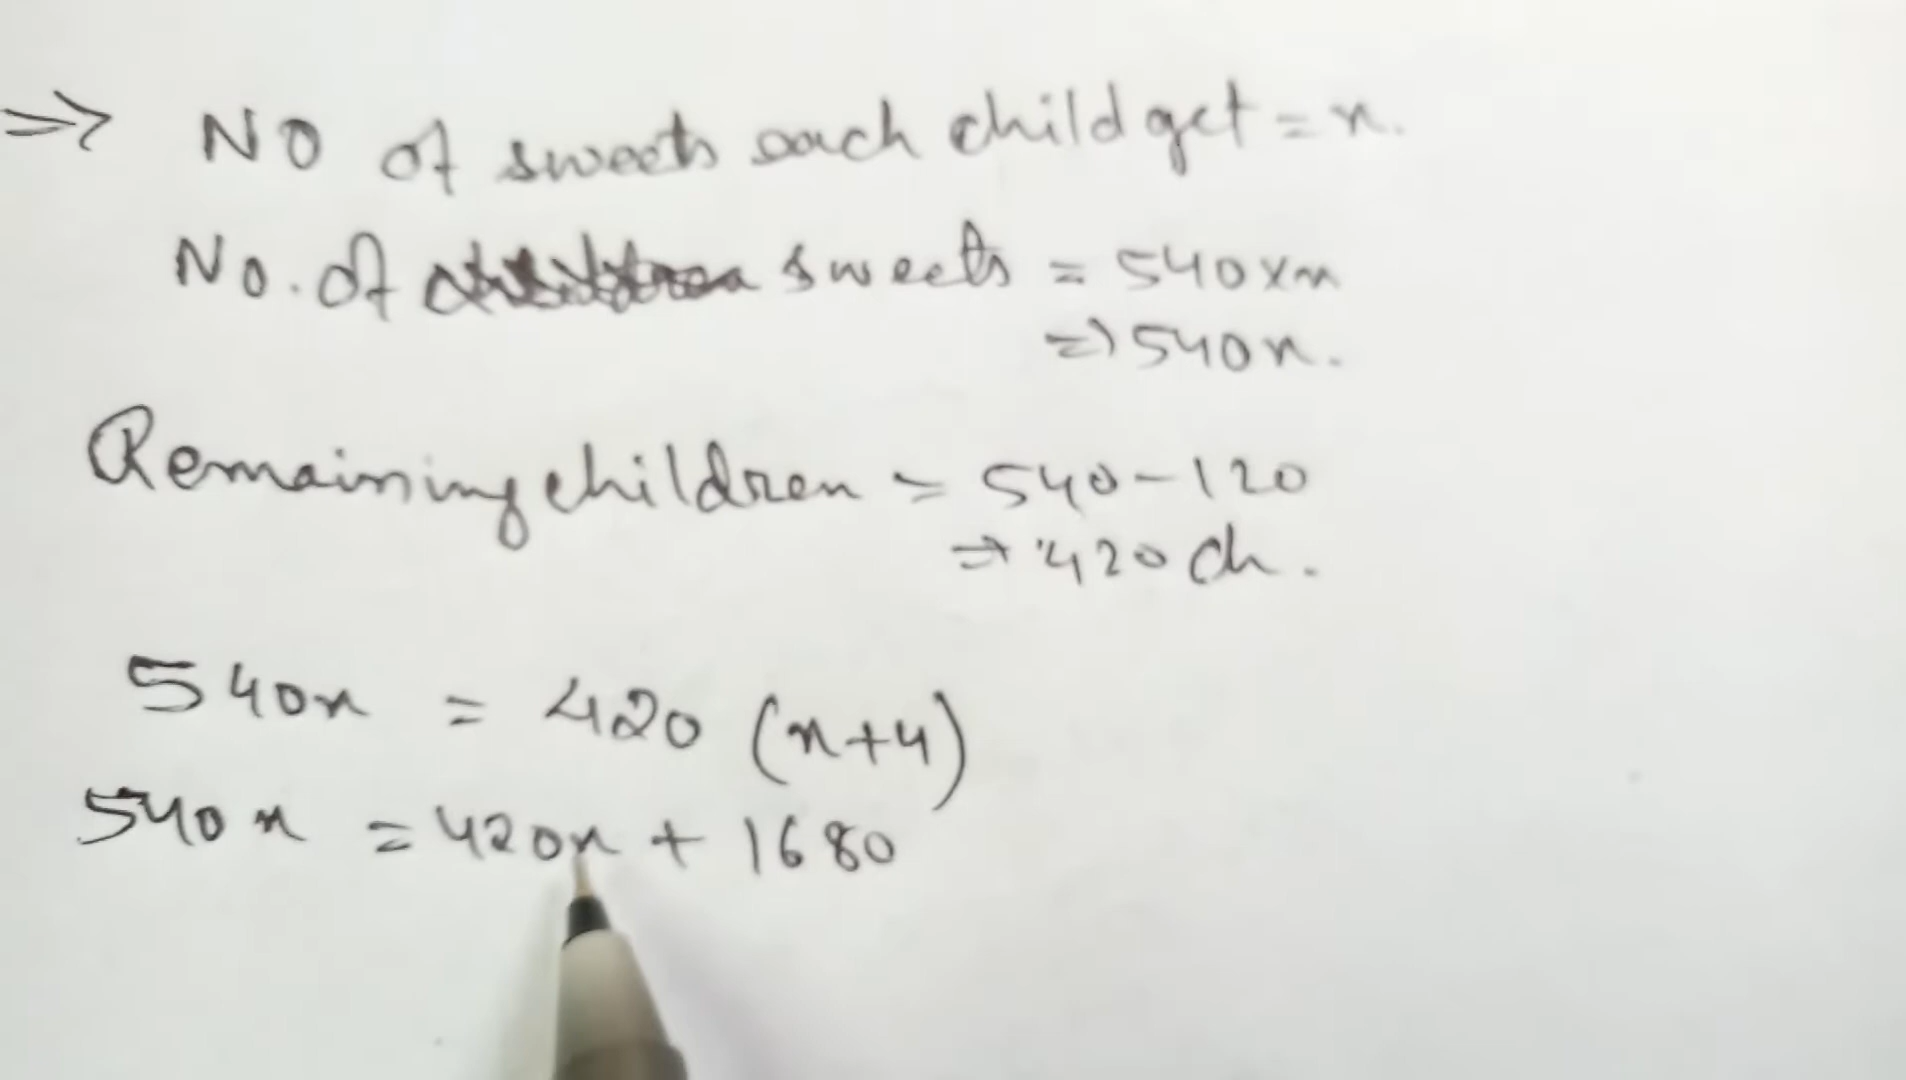 ⇒ NO of sweets each child get = x.
No. of sweets = 540 x x
⇒ 540x.
Remaining children = 540 - 120
⇒ 420 ch.
540x = 420 (x+4)
540x = 420x + 1680